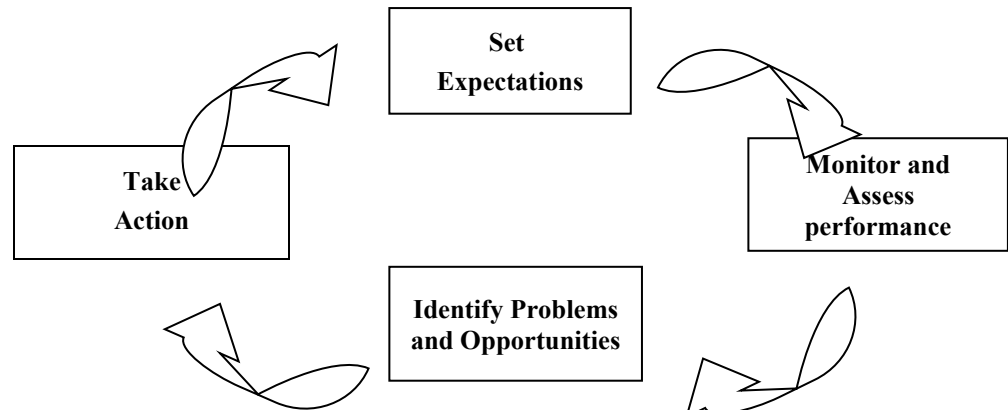 Set
Expectations
Monitor and
Assess
performance
Identify Problems
and Opportunities
Take
Action